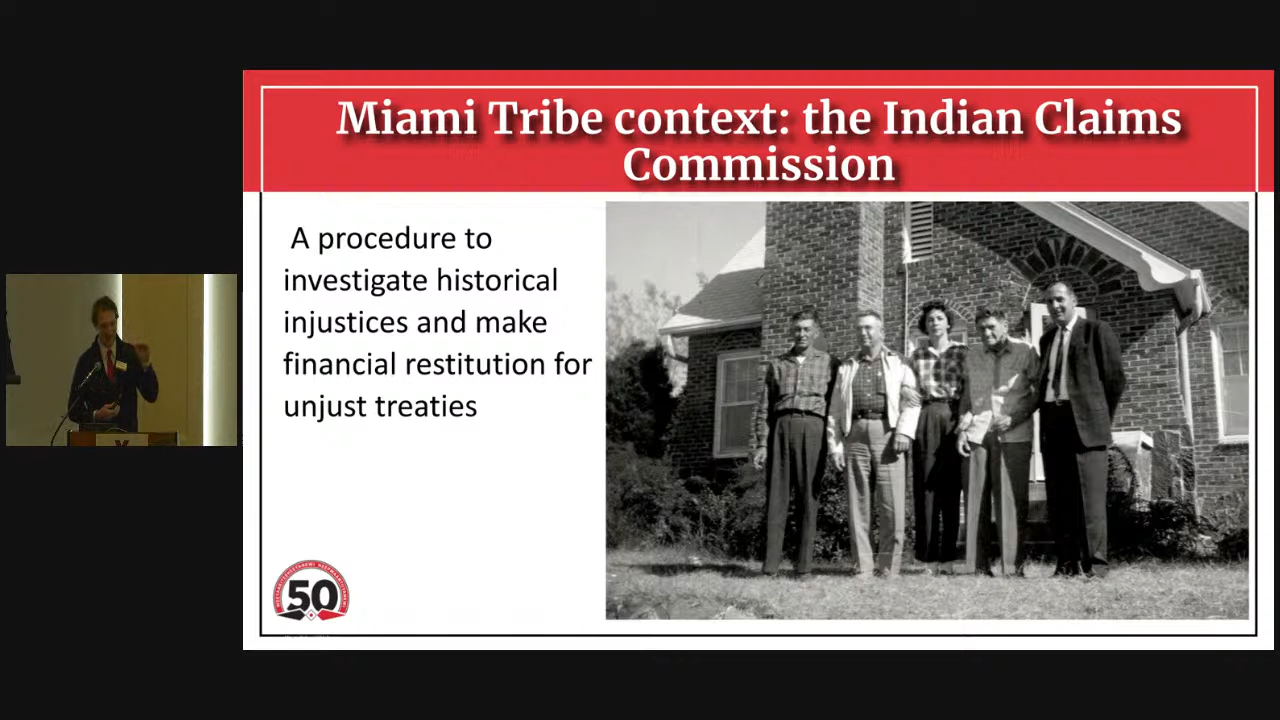 Miami Tribe context: the Indian Claims
Commission
A procedure to
investigate historical
injustices and make
financial restitution for
unjust treaties
50